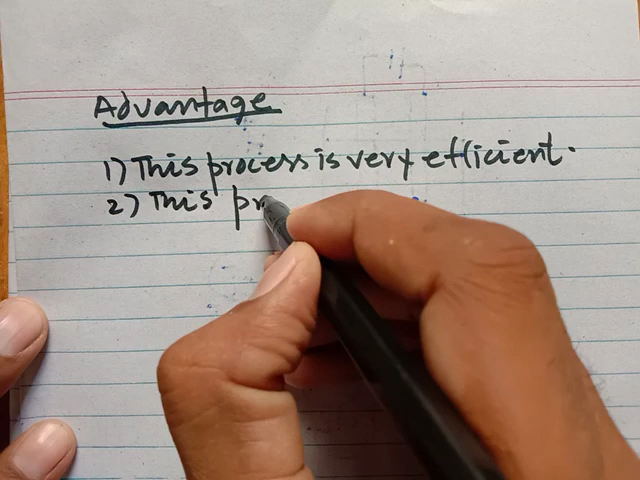 Advantage
1) This process is very efficient.
2) This pr